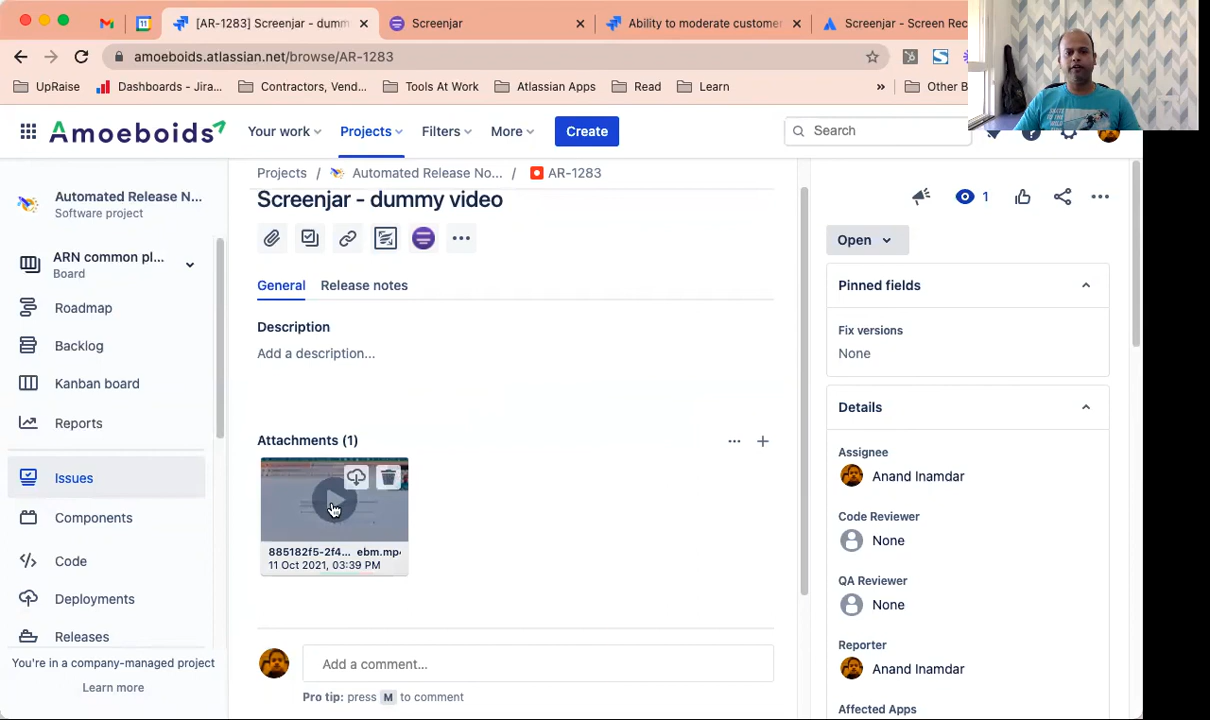 [AR-1283] Screenjar - dummy
Screenjar
Ability to moderate customer
Screenjar - Screen Rec
amoeboids.atlassian.net/browse/AR-1283
UpRaise
Dashboards - Jira...
Contractors, Vend...
Tools At Work
Atlassian Apps
Read
Learn
»
Other B
Amoeboids
Your work
Projects
Filters
More
Create
Search
Automated Release N...
Software project
ARN common pl...
Board
Roadmap
Backlog
Kanban board
Reports
Issues
Components
Code
Deployments
Releases
You're in a company-managed project
Learn more
Projects / Automated Release No... / AR-1283
Screenjar - dummy video
General
Release notes
Description
Add a description...
Attachments (1)
885182f5-2f4... ebm.mp
11 Oct 2021, 03:39 PM
Add a comment...
Pro tip: press M to comment
1
Open
Pinned fields
Fix versions
None
Details
Assignee
Anand Inamdar
Code Reviewer
None
QA Reviewer
None
Reporter
Anand Inamdar
Affected Apps